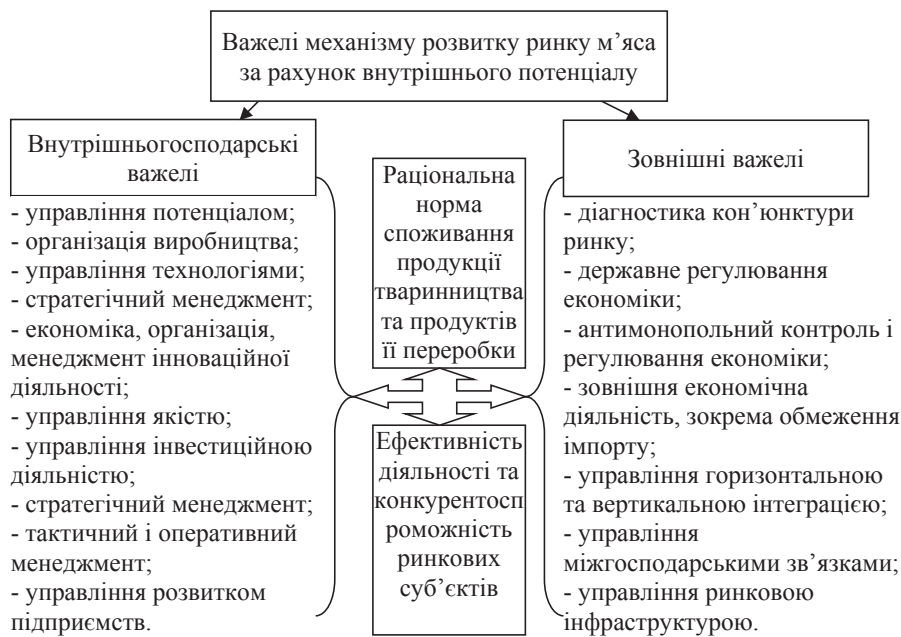 Важелі механізму розвитку ринку м’яса
за рахунок внутрішнього потенціалу
Внутрішньогосподарські
важелі
- управління потенціалом;
- організація виробництва;
- управління технологіями;
- стратегічний менеджмент;
- економіка, організація,
менеджмент інноваційної
діяльності;
- управління якістю;
- управління інвестиційною
діяльністю;
- стратегічний менеджмент;
- тактичний і оперативний
менеджмент;
- управління розвитком
підприємств.
Раціональна
норма
споживання
продукції
тваринництва
та продуктів
її переробки
Ефективність
діяльності та
конкурентосп
роможність
ринкових
суб’єктів
Зовнішні важелі
- діагностика кон’юнктури
ринку;
- державне регулювання
економіки;
- антимонопольний контроль і
регулювання економіки;
- зовнішня економічна
діяльність, зокрема обмеження
імпорту;
- управління горизонтальною
та вертикальною інтеграцією;
- управління
міжгосподарськими зв’язками;
- управління ринковою
інфраструктурою.